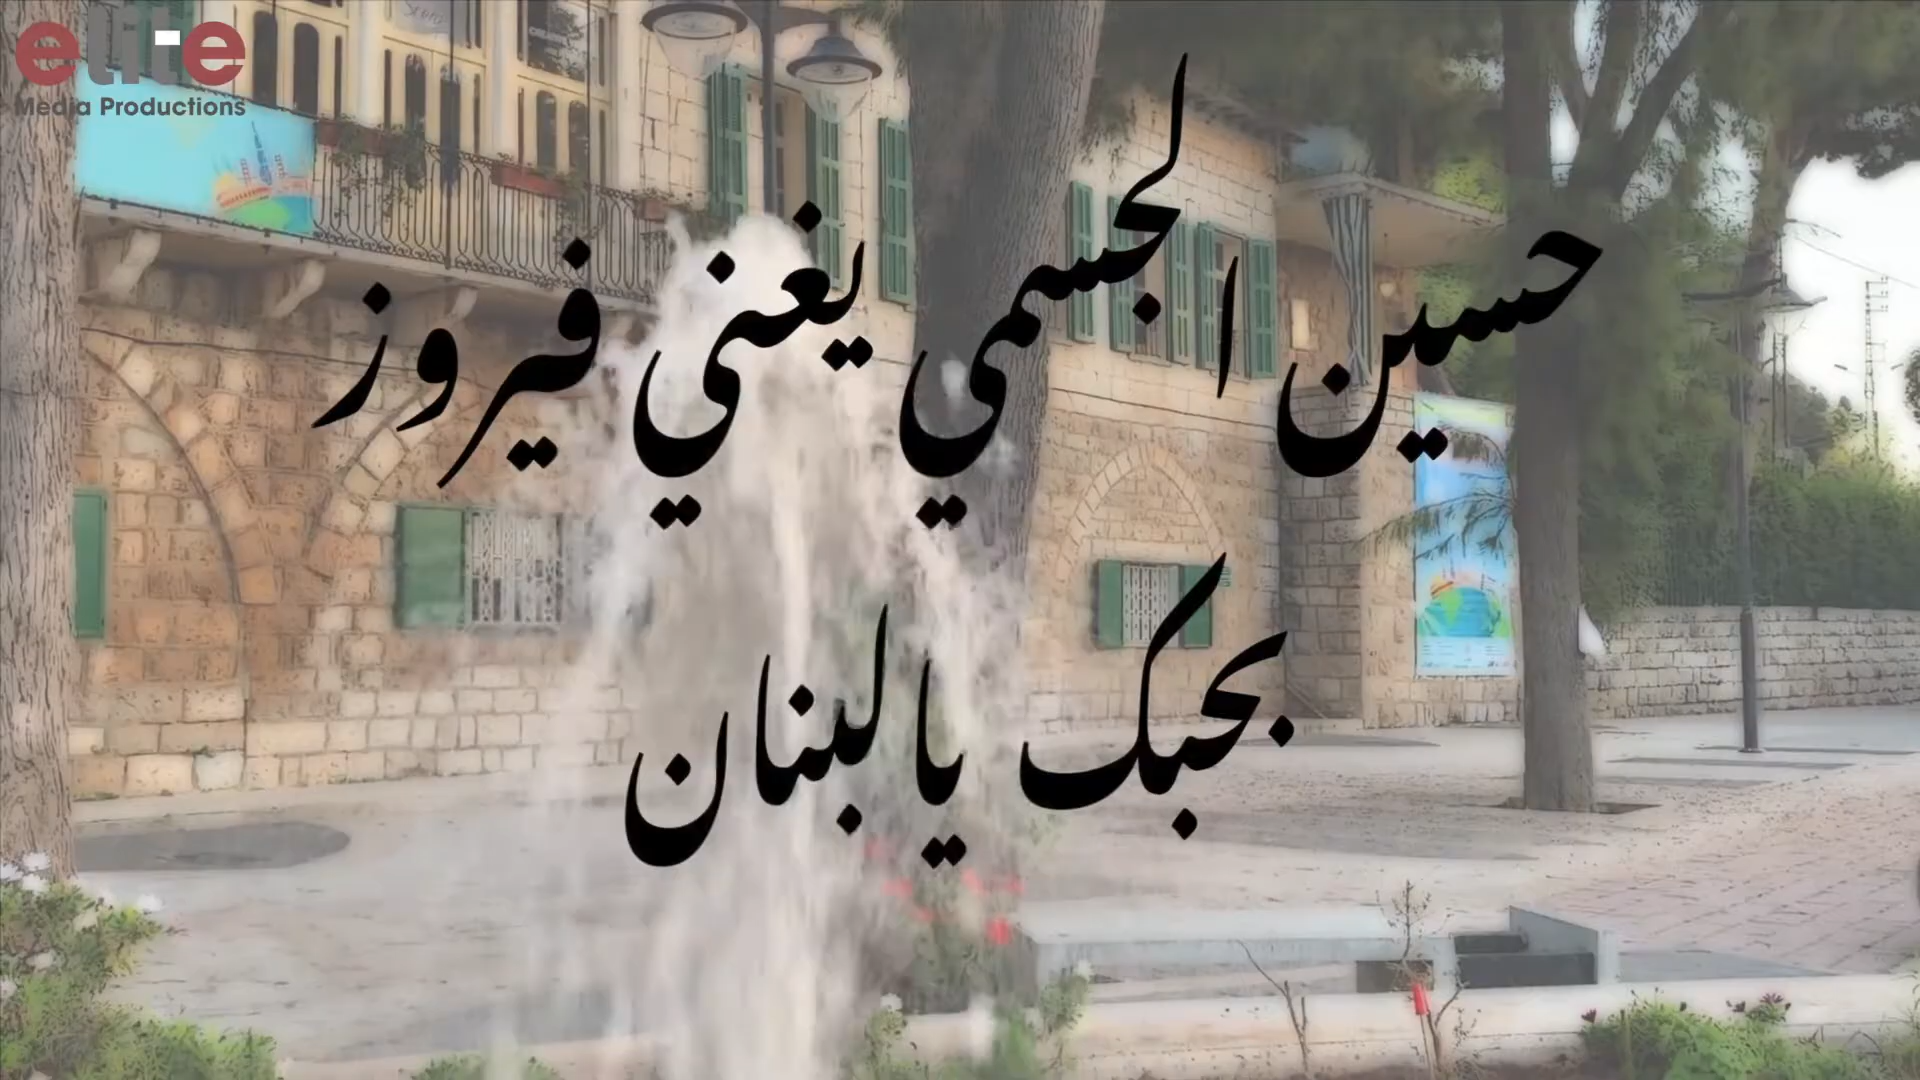 elite
Media Productions
حسين الجسمي يغني فيروز
بحبك يا لبنان